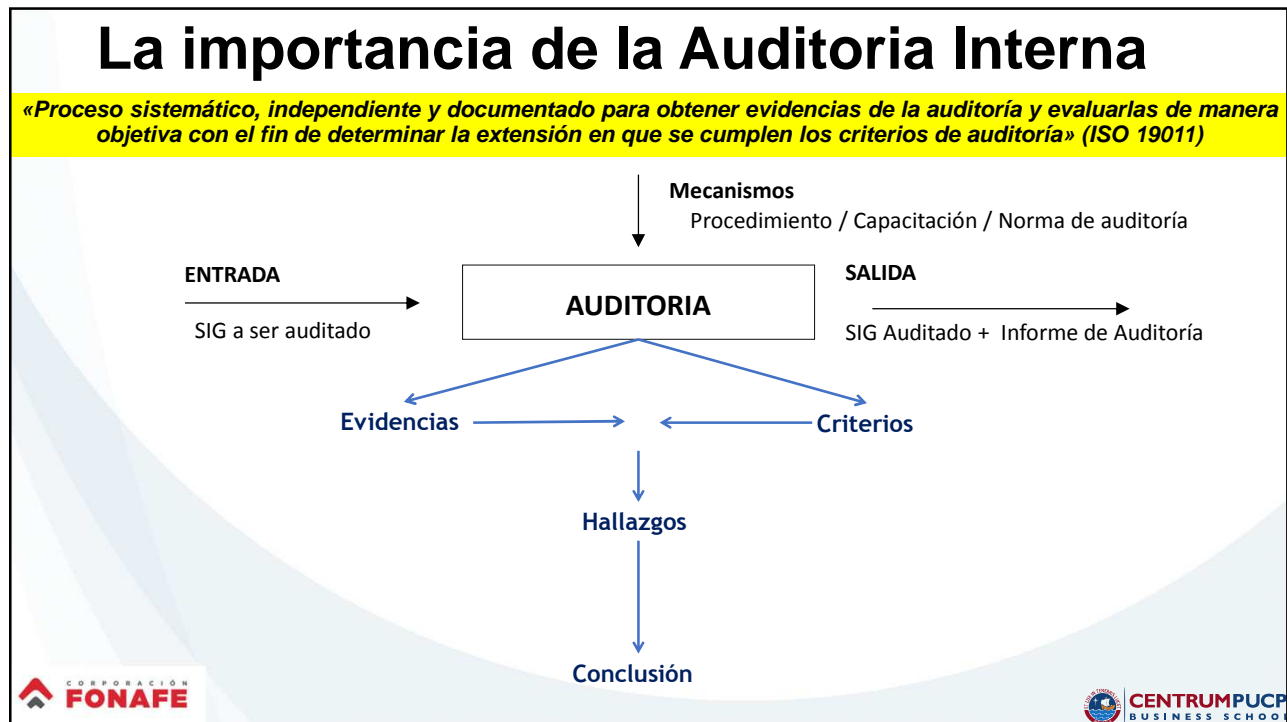 La importancia de la Auditoria Interna
«Proceso sistemático, independiente y documentado para obtener evidencias de la auditoría y evaluarlas de manera
objetiva con el fin de determinar la extensión en que se cumplen los criterios de auditoría» (ISO 19011)
Mecanismos
Procedimiento / Capacitación / Norma de auditoría
ENTRADA
SIG a ser auditado
AUDITORIA
SALIDA
SIG Auditado + Informe de Auditoría
Evidencias
Criterios
Hallazgos
Conclusión
CORPORACIÓN
FONAFE
CENTRUMPUCP
BUSINESS SCHOOL